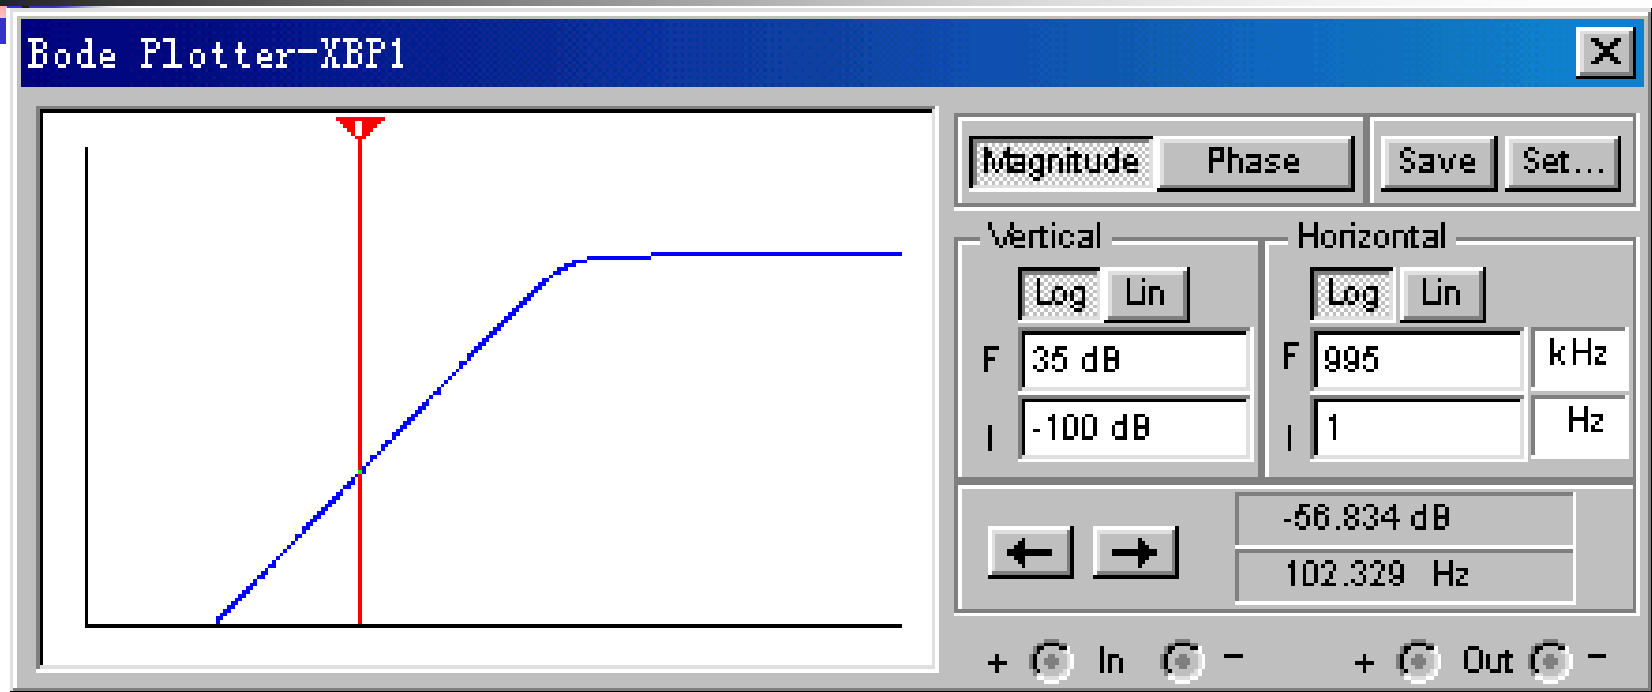 Bode Plotter-XBP1
Magnitude Phase Save Set...
Vertical Horizontal
Log Lin Log Lin
F 35 dB F 995 kHz
I -100 dB I 1 Hz
-56.834 dB
102.329 Hz
+ In - + Out -